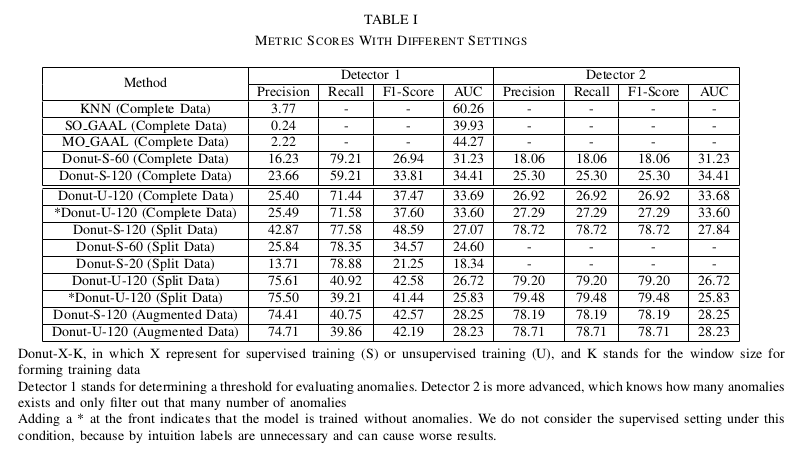 TABLE I
METRIC SCORES WITH DIFFERENT SETTINGS
Method Detector 1 Detector 2
Precision Recall F1-Score AUC Precision Recall F1-Score AUC
KNN (Complete Data) 3.77 - - 60.26 - - - -
SO_GAAL (Complete Data) 0.24 - - 39.93 - - - -
MO_GAAL (Complete Data) 2.22 - - 44.27 - - - -
Donut-S-60 (Complete Data) 16.23 79.21 26.94 31.23 18.06 18.06 18.06 31.23
Donut-S-120 (Complete Data) 23.66 59.21 33.81 34.41 25.30 25.30 25.30 34.41
Donut-U-120 (Complete Data) 25.40 71.44 37.47 33.69 26.92 26.92 26.92 33.68
*Donut-U-120 (Complete Data) 25.49 71.58 37.60 33.60 27.29 27.29 27.29 33.60
Donut-S-120 (Split Data) 42.87 77.58 48.59 27.07 78.72 78.72 78.72 27.84
Donut-S-60 (Split Data) 25.84 78.35 34.57 24.60 - - - -
Donut-S-20 (Split Data) 13.71 78.88 21.25 18.34 - - - -
Donut-U-120 (Split Data) 75.61 40.92 42.58 26.72 79.20 79.20 79.20 26.72
*Donut-U-120 (Split Data) 75.50 39.21 41.44 25.83 79.48 79.48 79.48 25.83
Donut-S-120 (Augmented Data) 74.41 40.75 42.57 28.25 78.19 78.19 78.19 28.25
Donut-U-120 (Augmented Data) 74.71 39.86 42.19 28.23 78.71 78.71 78.71 28.23
Donut-X-K, in which X represent for supervised training (S) or unsupervised training (U), and K stands for the window size for
forming training data
Detector 1 stands for determining a threshold for evaluating anomalies. Detector 2 is more advanced, which knows how many anomalies
exists and only filter out that many number of anomalies
Adding a * at the front indicates that the model is trained without anomalies. We do not consider the supervised setting under this
condition, because by intuition labels are unnecessary and can cause worse results.